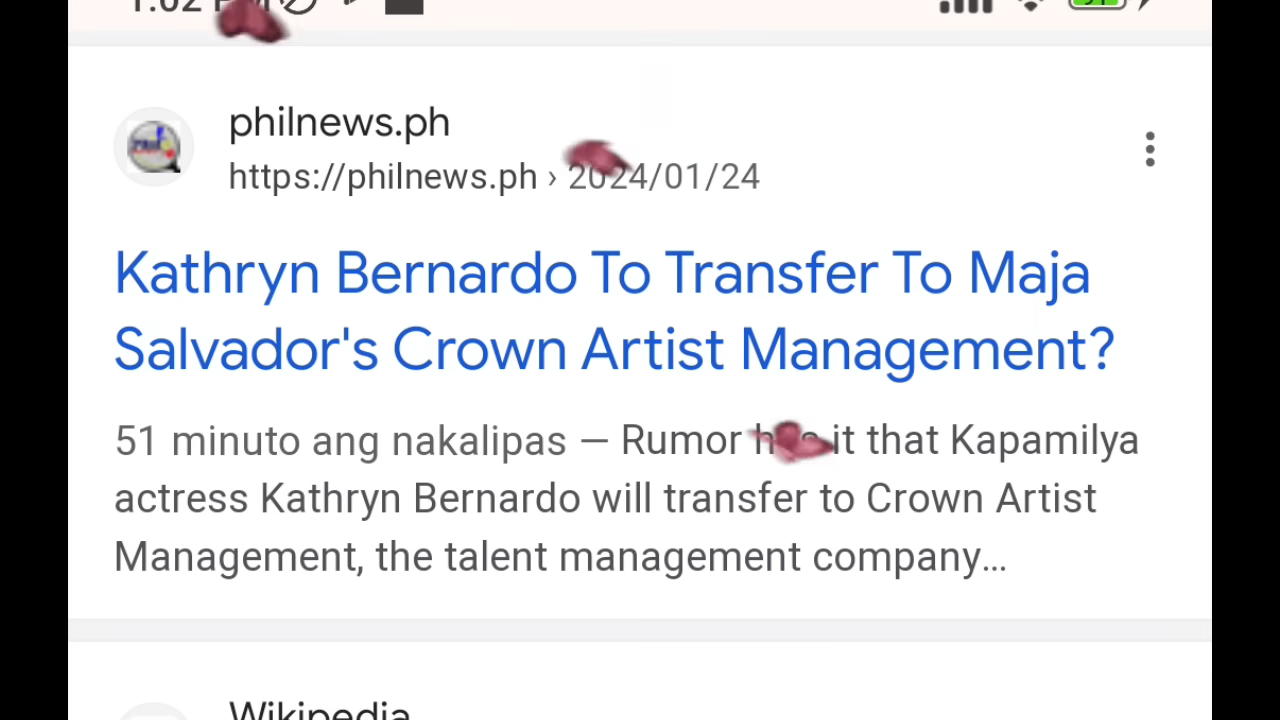 philnews.ph
https://philnews.ph › 2024/01/24
Kathryn Bernardo To Transfer To Maja
Salvador's Crown Artist Management?
51 minuto ang nakalipas — Rumor has it that Kapamilya
actress Kathryn Bernardo will transfer to Crown Artist
Management, the talent management company...
Wikipedia